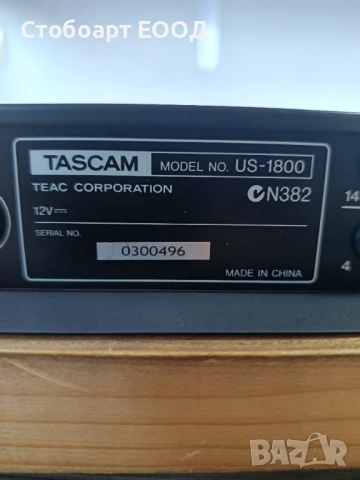 Стобоарт ЕООД
TASCAM MODEL NO. US-1800
TEAC CORPORATION N382
12V⎓
SERIAL NO.
0300496
MADE IN CHINA
14
4
bazar